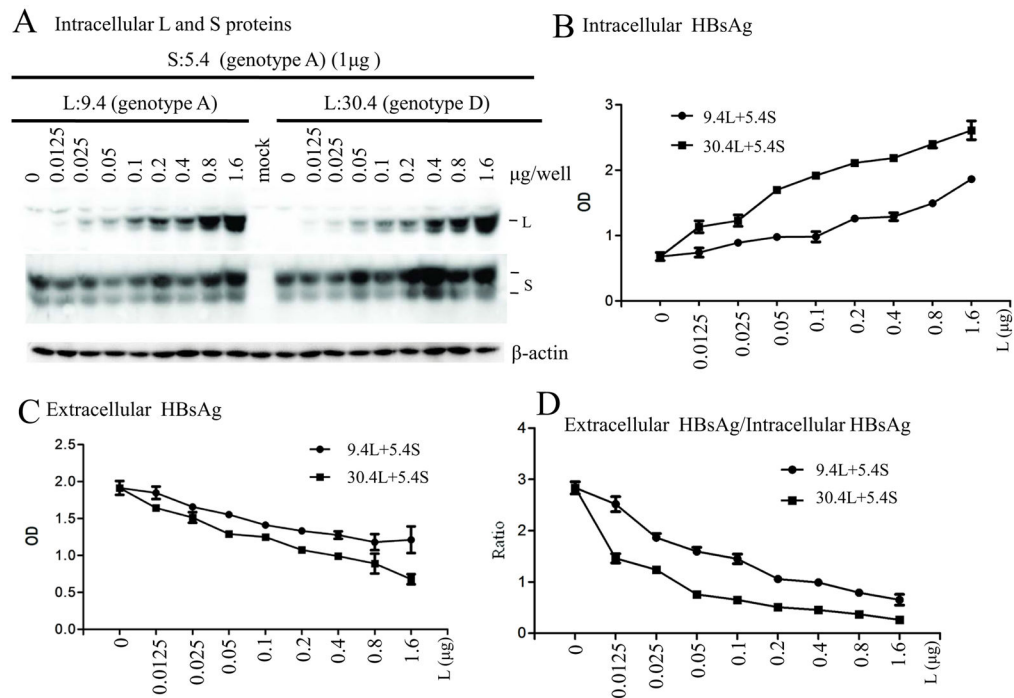 A Intracellular L and S proteins
S:5.4 (genotype A) (1μg )
L:9.4 (genotype A)
L:30.4 (genotype D)
0 0.0125 0.025 0.05 0.1 0.2 0.4 0.8 1.6 mock 0 0.0125 0.025 0.05 0.1 0.2 0.4 0.8 1.6 μg/well
L
S
β-actin
B Intracellular HBsAg
9.4L+5.4S
30.4L+5.4S
OD
3
2
1
0
0 0.0125 0.025 0.05 0.1 0.2 0.4 0.8 1.6 L (μg)
C Extracellular HBsAg
9.4L+5.4S
30.4L+5.4S
OD
2.5
2.0
1.5
1.0
0.5
0.0
0 0.0125 0.025 0.05 0.1 0.2 0.4 0.8 1.6 L (μg)
D Extracellular HBsAg/Intracellular HBsAg
9.4L+5.4S
30.4L+5.4S
Ratio
4
3
2
1
0
0 0.0125 0.025 0.05 0.1 0.2 0.4 0.8 1.6 L (μg)